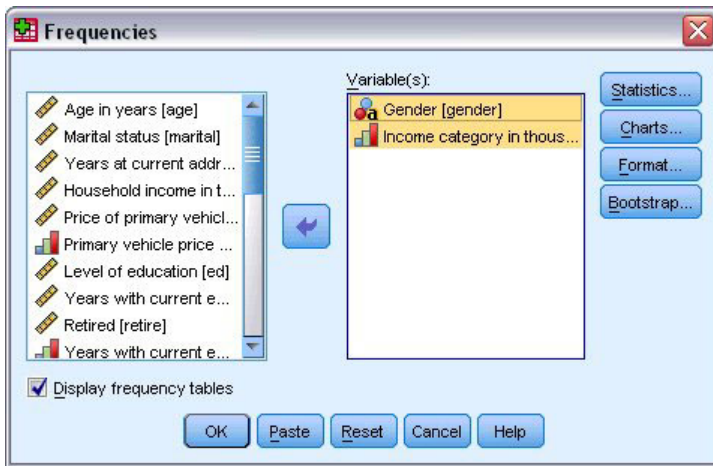 Frequencies
Variable(s):
Age in years [age]
Marital status [marital]
Years at current addr...
Household income in t...
Price of primary vehicl...
Primary vehicle price ...
Level of education [ed]
Years with current e...
Retired [retire]
Years with current e...
Gender [gender]
Income category in thous...
Statistics...
Charts...
Format...
Bootstrap...
Display frequency tables
OK
Paste
Reset
Cancel
Help